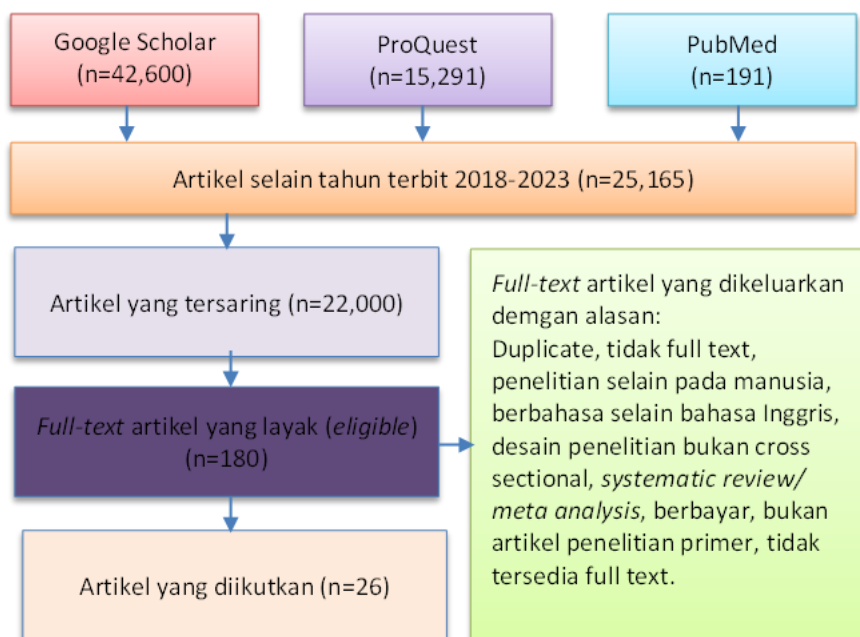 Google Scholar
(n=42,600)
ProQuest
(n=15,291)
PubMed
(n=191)
Artikel selain tahun terbit 2018-2023 (n=25,165)
Artikel yang tersaring (n=22,000)
Full-text artikel yang layak (eligible)
(n=180)
Artikel yang diikutkan (n=26)
Full-text artikel yang dikeluarkan
demgan alasan:
Duplicate, tidak full text,
penelitian selain pada manusia,
berbahasa selain bahasa Inggris,
desain penelitian bukan cross
sectional, systematic review/
meta analysis, berbayar, bukan
artikel penelitian primer, tidak
tersedia full text.